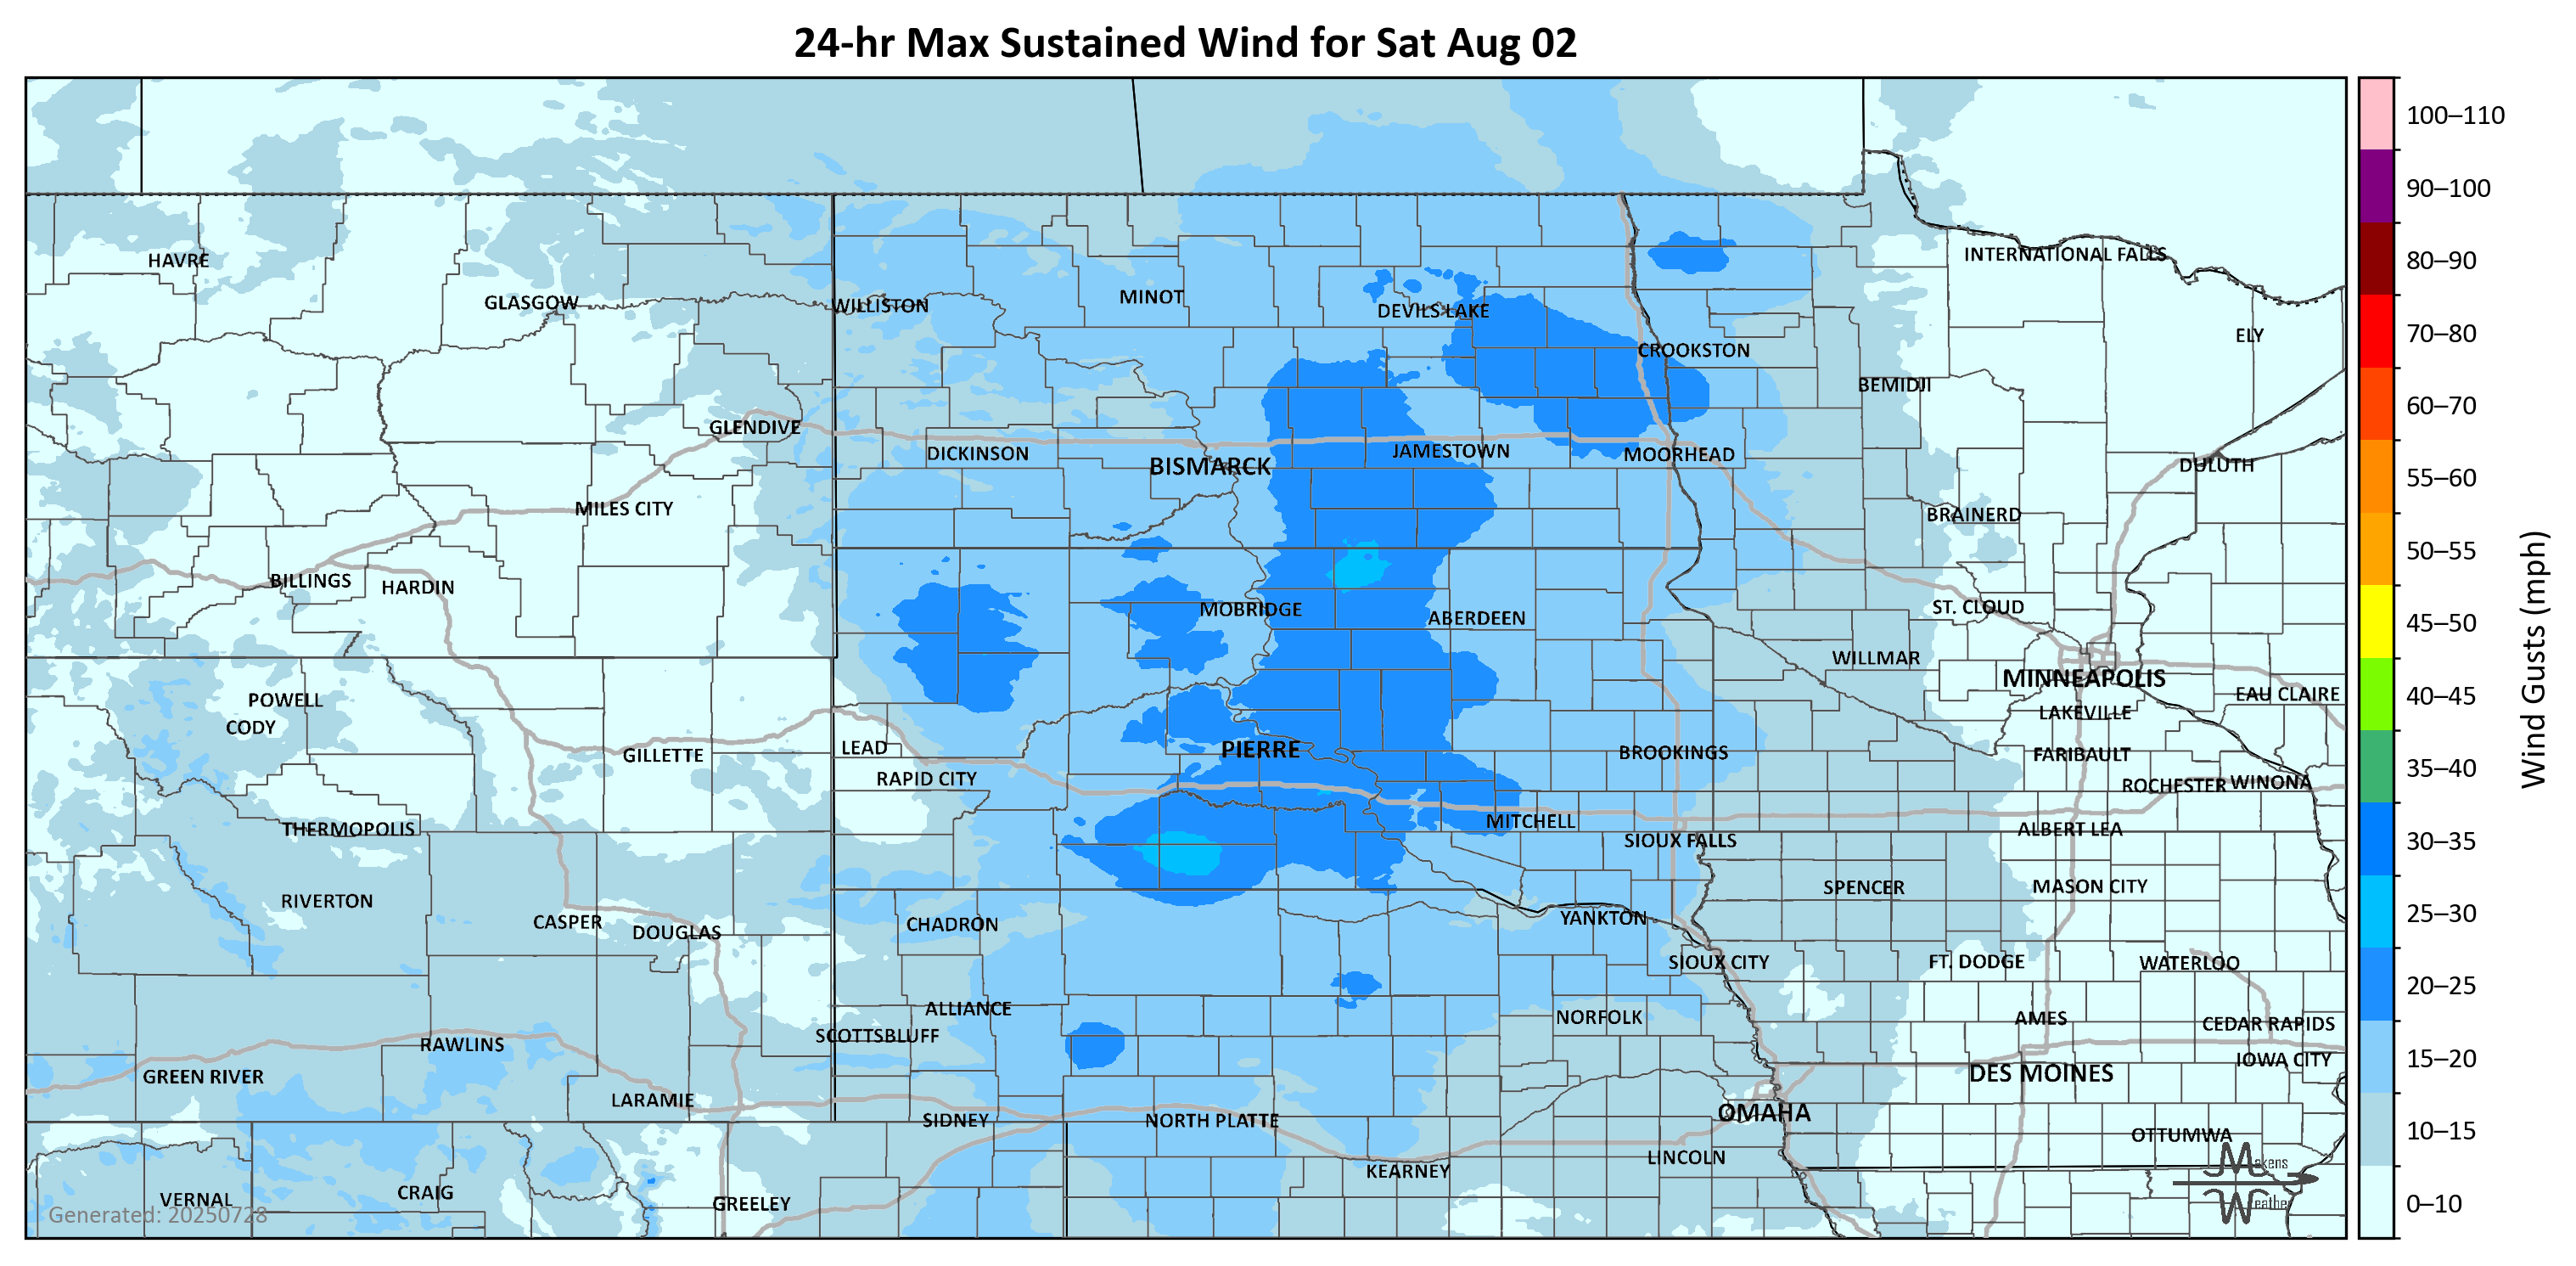 24-hr Max Sustained Wind for Sat Aug 02
100–110
90–100
INTERNATIONAL FALLS
HAVRE
80–90
MINOT
GLASGOW
WILLISTON
DEVILS LAKE
ELY
70–80
CROOKSTON
BEMIDJI
60–70
GLENDIVE
DICKINSON
JAMESTOWN
MOORHEAD
BISMARCK
DULUTH
55–60
MILES CITY
BRAINERD
50–55
BILLINGS
HARDIN
ST. CLOUD
MOBRIDGE
ABERDEEN
45–50
WILLMAR
Wind Gusts (mph)
MINNEAPOLIS
40–45
EAU CLAIRE
POWELL
LAKEVILLE
CODY
LEAD
PIERRE
BROOKINGS
GILLETTE
FARIBAULT
35–40
RAPID CITY
ROCHESTER
WINONA
MITCHELL
THERMOPOLIS
ALBERT LEA
SIOUX FALLS
30–35
SPENCER
MASON CITY
RIVERTON
25–30
YANKTON
CASPER
CHADRON
DOUGLAS
SIOUX CITY
FT. DODGE
WATERLOO
20–25
ALLIANCE
NORFOLK
AMES
CEDAR RAPIDS
SCOTTSBLUFF
RAWLINS
15–20
IOWA CITY
GREEN RIVER
DES MOINES
LARAMIE
OMAHA
SIDNEY
NORTH PLATTE
10–15
OTTUMWA
LINCOLN
Makens
KEARNEY
VERNAL
CRAIG
GREELEY
Weather
0–10
Generated: 20250728